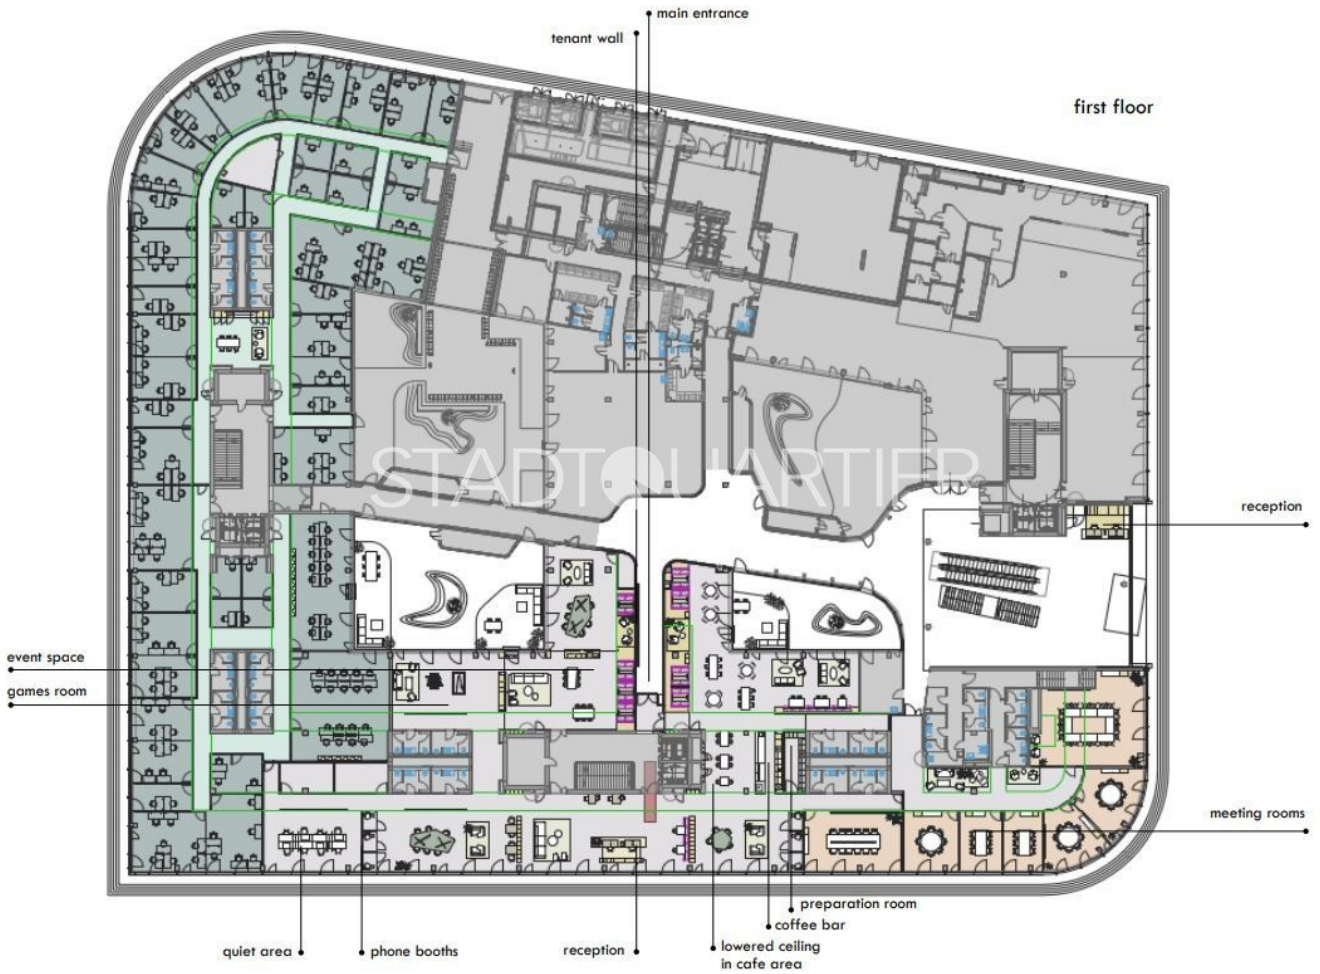 main entrance
tenant wall
first floor
STADTQUARTIER
reception
event space
games room
meeting rooms
preparation room
coffee bar
quiet area
phone booths
reception
lowered ceiling
in cafe area